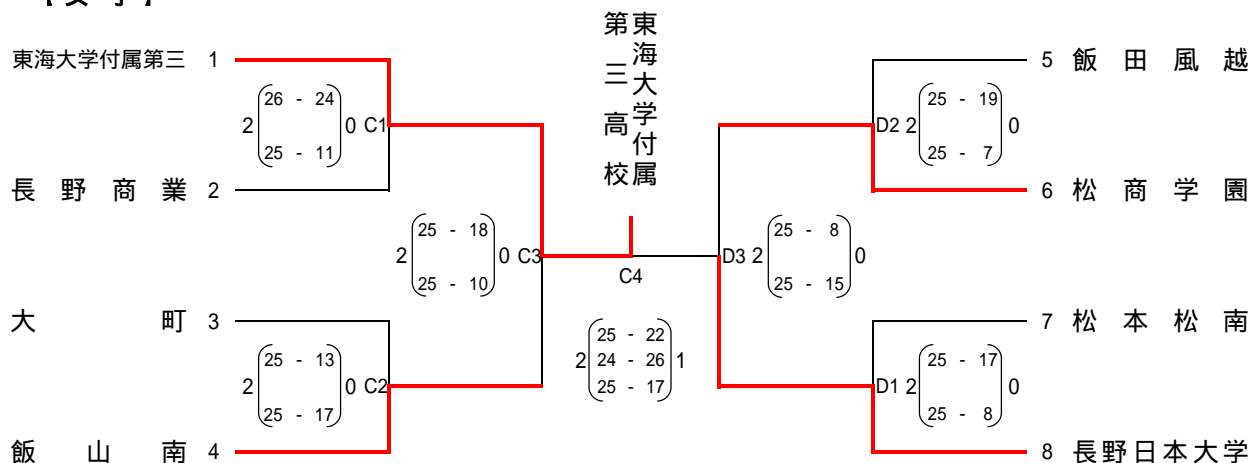 東海大学付属
第三高校
東海大学付属第三 1
26 - 24
2 0 C1
25 - 11
長野商業 2
25 - 18
2 0 C3
25 - 10
大町 3
25 - 13
2 0 C2
25 - 17
飯山南 4
C4
25 - 22
2 24 - 26 1
25 - 17
5 飯田風越
25 - 19
D2 2 0
25 - 7
6 松商学園
25 - 8
D3 2 0
25 - 15
7 松本松南
25 - 17
D1 2 0
25 - 8
8 長野日本大学